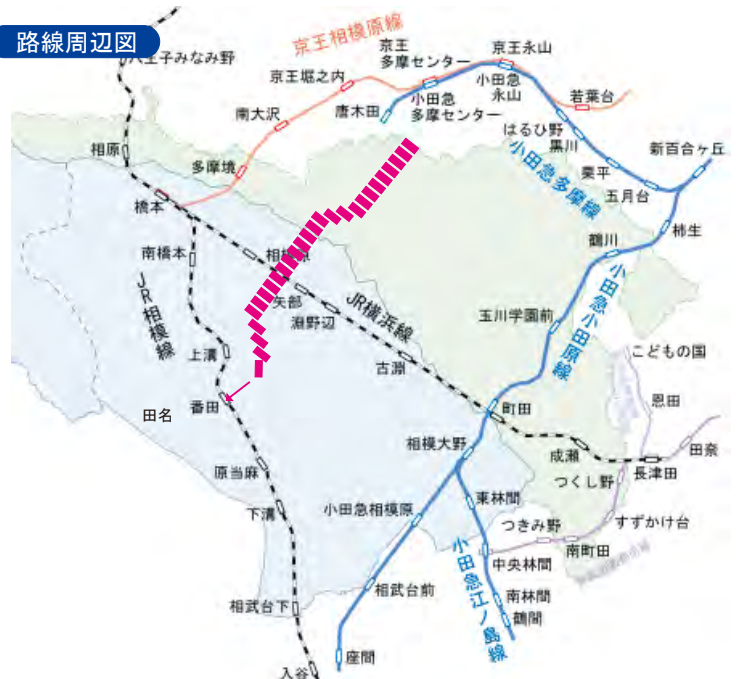 路線周辺図
八王子みなみ野
京王相模原線
京王
多摩センター
京王永山
京王堀之内
小田急
永山
小田急
多摩センター
若葉台
唐木田
南大沢
はるひ野
黒川
新百合ヶ丘
相原
多摩境
小田急多摩線
栗平
五月台
橋本
柿生
鶴川
南橋本
相模原
JR相模線
矢部
JR横浜線
淵野辺
小田急小田原線
玉川学園前
上溝
古淵
こどもの国
恩田
番田
田名
町田
相模大野
成瀬
田奈
長津田
原当麻
つくし野
東林間
下溝
小田急相模原
つきみ野
すずかけ台
南町田
中央林間
小田急江ノ島線
相武台前
相武台下
南林間
鶴間
座間
入谷